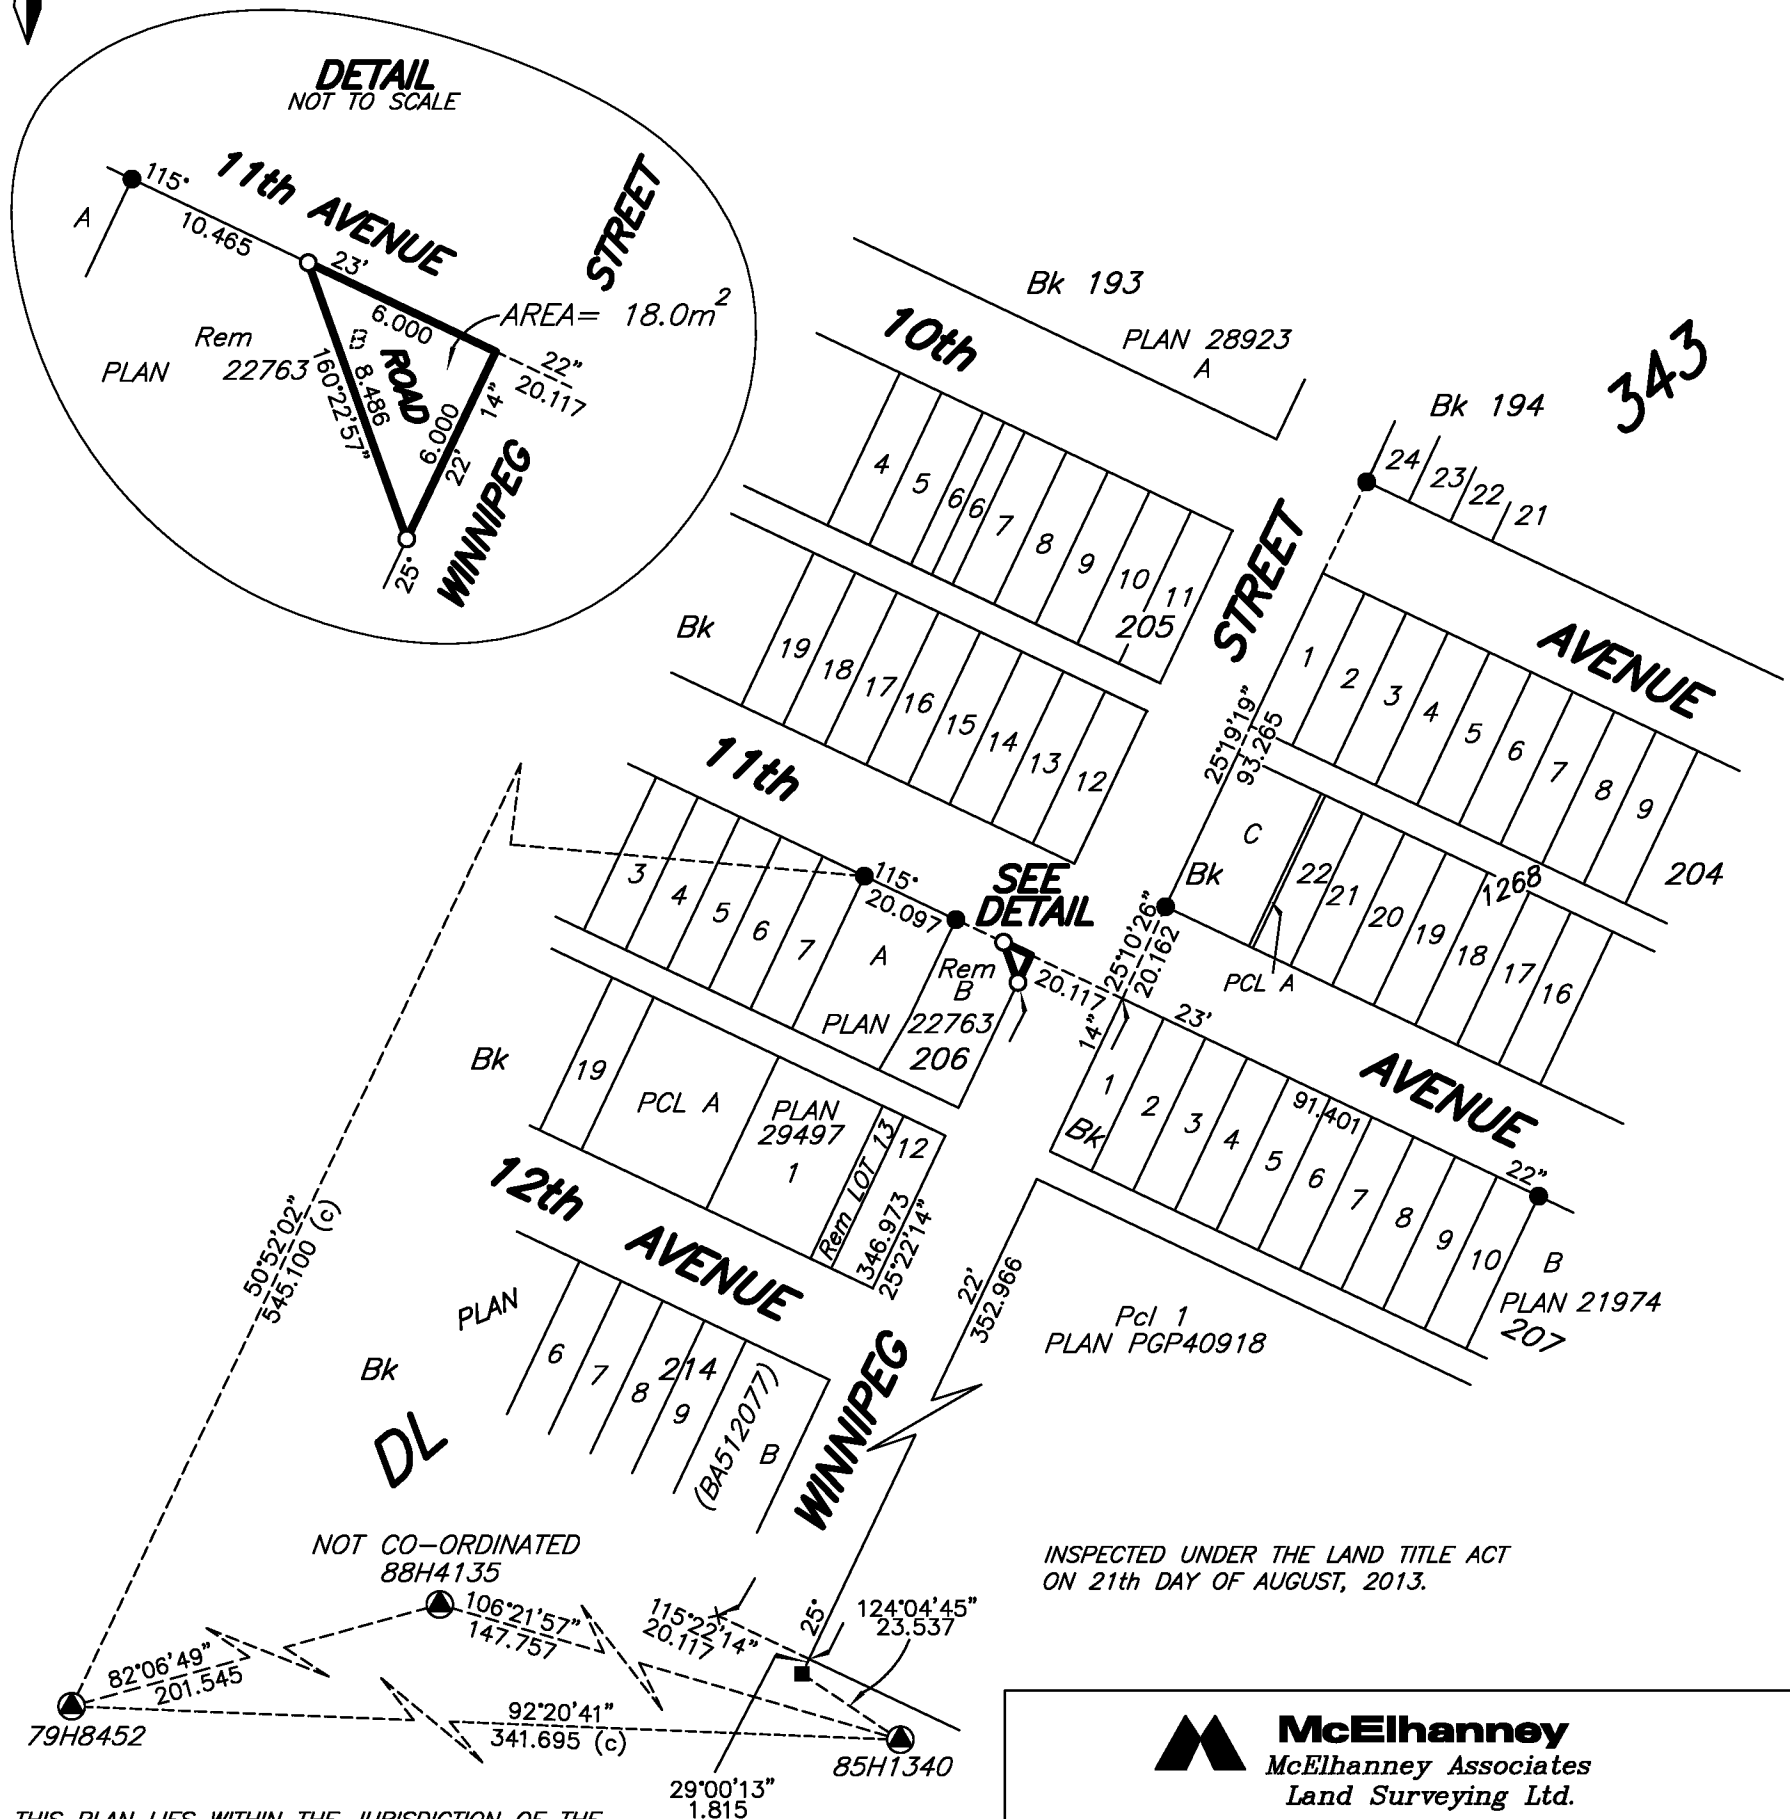 DETAIL
NOT TO SCALE
115°
11th AVENUE
STREET
A
10.465
23'
AREA= 18.0m2
6.000
Rem
B
ROAD
PLAN 22763
8.486
160°22'57"
22"
20.117
14"
6.000
22'
WINNIPEG
25°
Bk 193
PLAN 28923
A
10th
343
Bk 194
24
23
22
21
4
5
6
6
7
8
9
10
11
205
STREET
AVENUE
Bk
19
18
17
16
15
14
13
12
1
2
3
4
5
6
7
8
9
25°19'19"
93.265
11th
C
Bk
22
21
20
19
18
17
16
1268
204
PCL A
SEE
DETAIL
115°
20.097
3
4
5
6
7
A
Rem
B
PLAN 22763
206
20.117
25°10'26"
20.162
14"
23'
AVENUE
Bk
19
PCL A
PLAN
29497
1
Rem LOT 13
12
346.973
25°22'14"
1
Bk
2
3
4
5
6
7
8
9
10
91.401
22"
B
PLAN 21974
207
12th AVENUE
22'
352.966
Pcl 1
PLAN PGP40918
50°52'02"
545.100 (c)
PLAN
6
7
8
9
214
(BA512077)
B
WINNIPEG
Bk
DL
NOT CO-ORDINATED
88H4135
106°21'57"
147.757
115°22'14"
20.117
25°
124°04'45"
23.537
INSPECTED UNDER THE LAND TITLE ACT
ON 21th DAY OF AUGUST, 2013.
82°06'49"
201.545
92°20'41"
341.695 (c)
79H8452
85H1340
29°00'13"
1.815
McElhanney
McElhanney Associates
Land Surveying Ltd.
THIS PLAN LIES WITHIN THE JURISDICTION OF THE